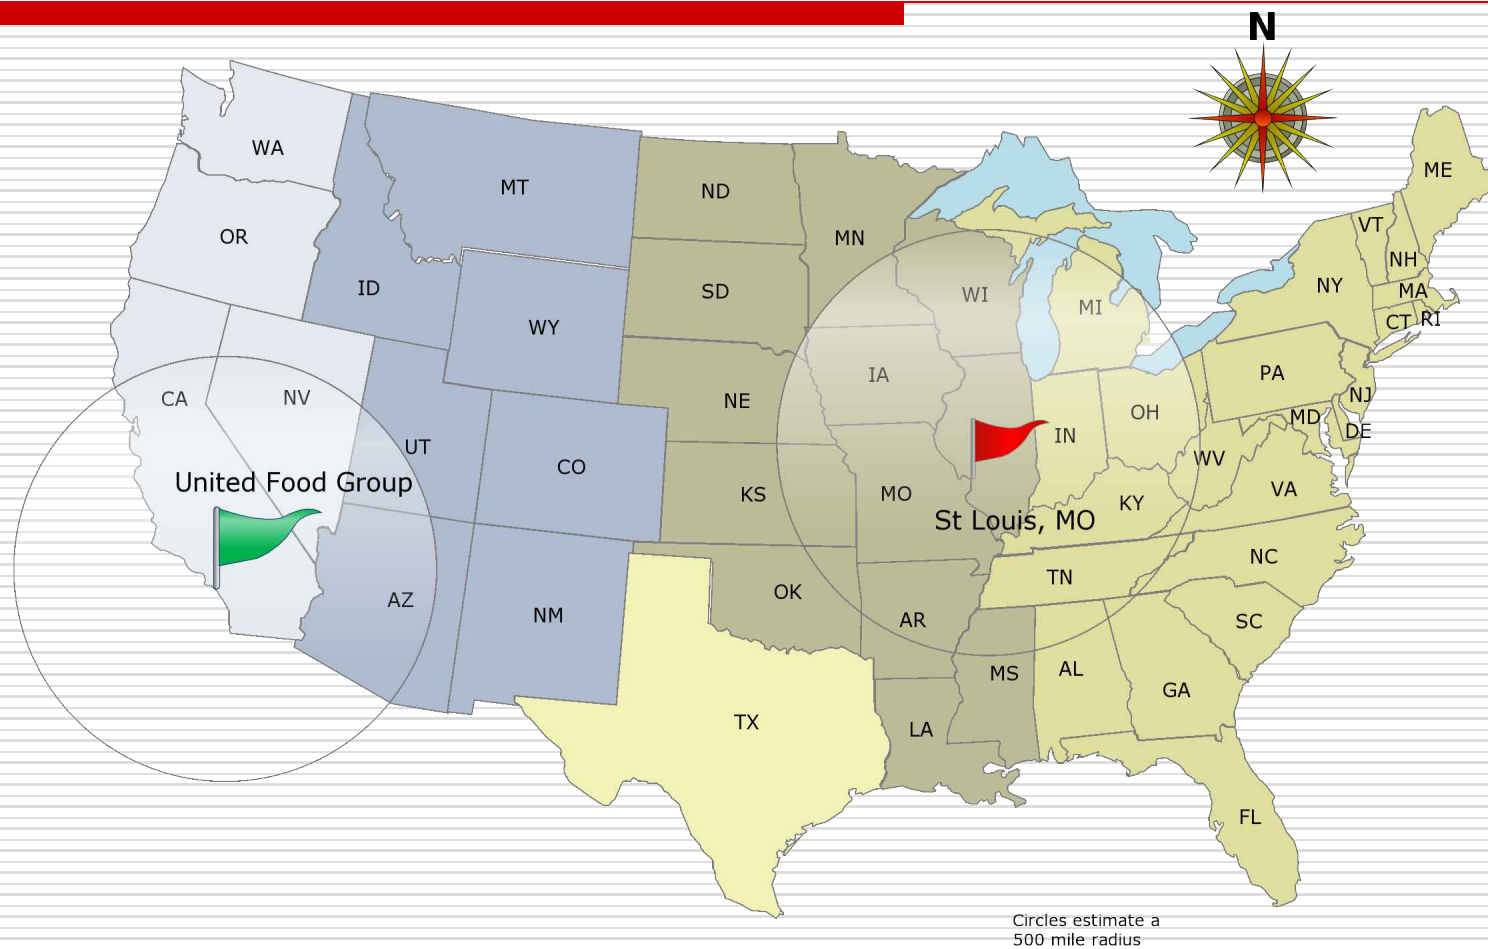 N
WA
MT
ND
MN
ME
VT
NH
OR
ID
SD
WI
MI
NY
MA
CT
RI
WY
IA
PA
NJ
CA
NV
NE
OH
MD
DE
UT
CO
IN
WV
United Food Group
KS
MO
KY
VA
St Louis, MO
AZ
NM
OK
AR
TN
NC
SC
TX
LA
MS
AL
GA
FL
Circles estimate a
500 mile radius